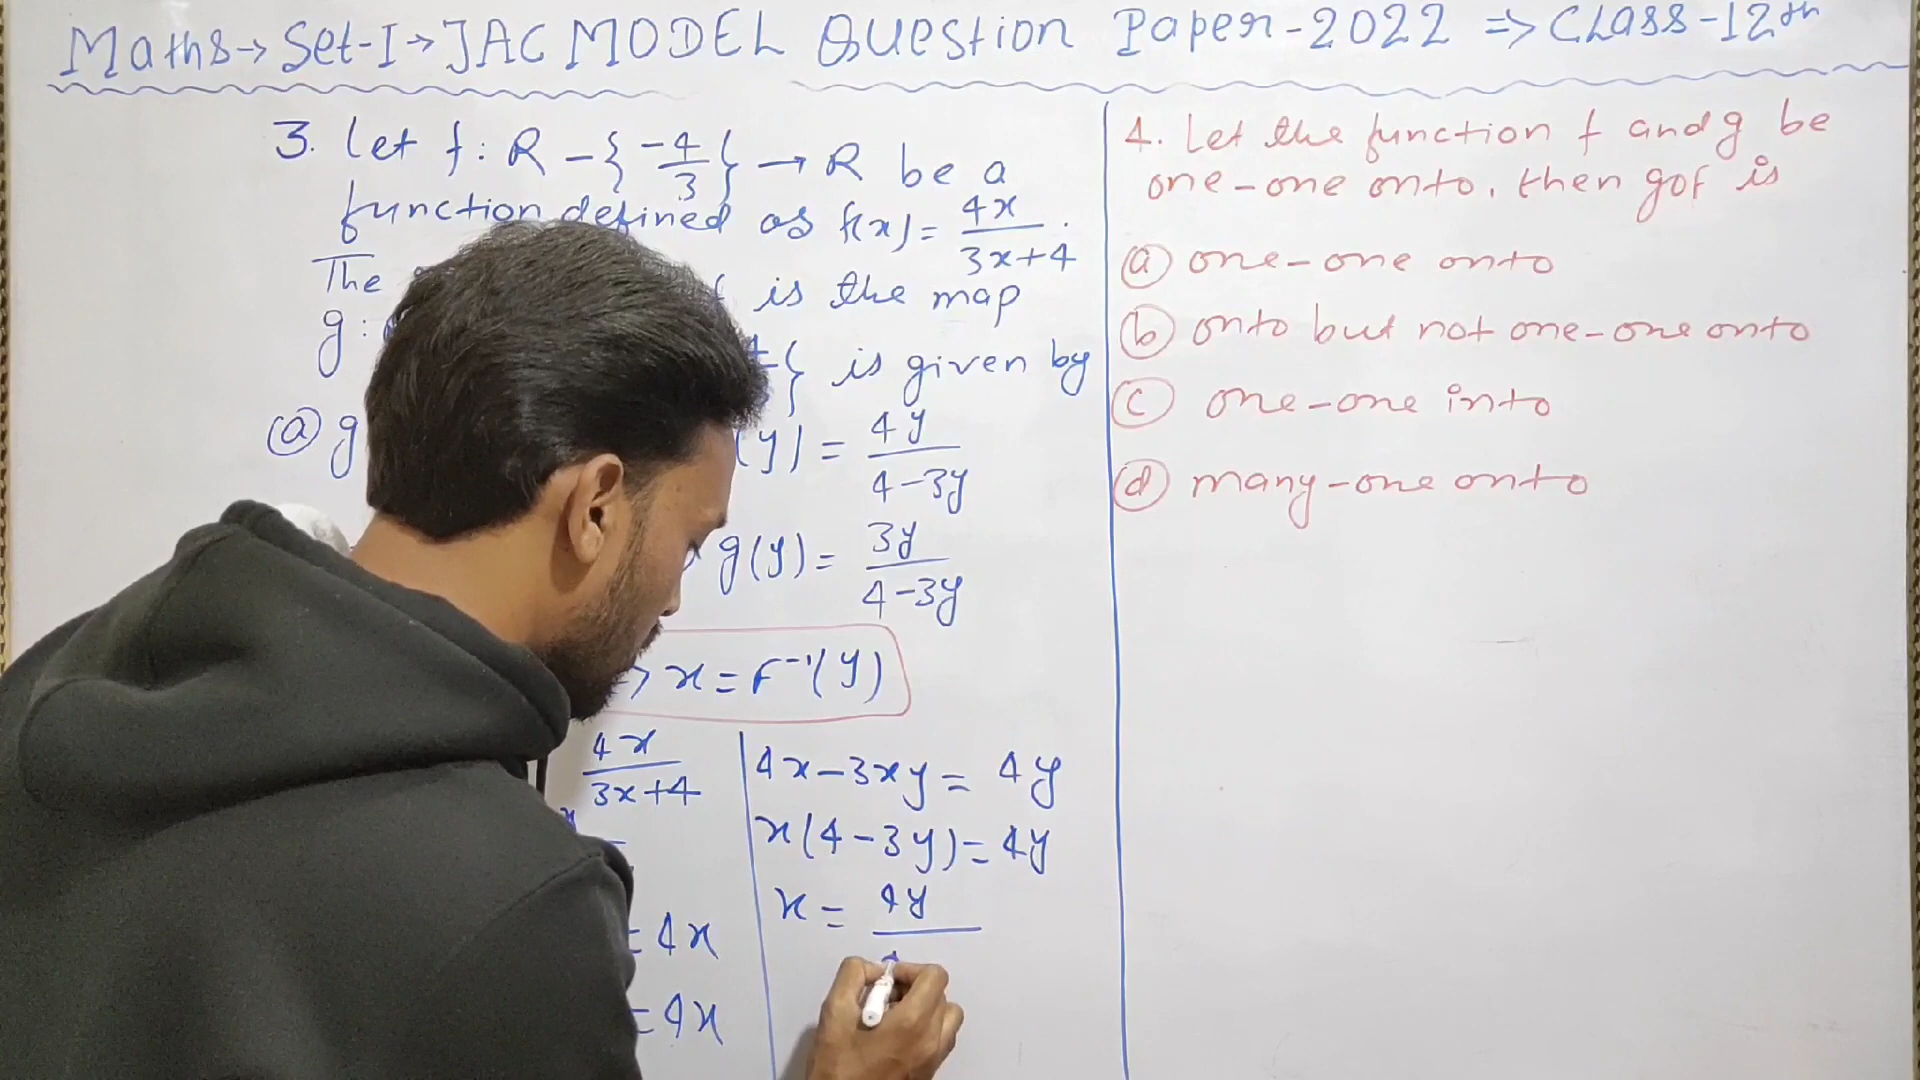 Maths → Set-I → JAC MODEL Question Paper-2022 ⇒ Class-12th
3. Let f: R - {-4/3} → R be a
function defined as f(x) = 4x/(3x+4).
The is the map
g: } is given by
(a) g (y) = 4y/(4-3y)
g(y) = 3y/(4-3y)
x = F⁻¹(y)
4x/(3x+4)
= 4x
= 4x
4x-3xy = 4y
x(4-3y) = 4y
x = 4y
4. Let the function f and g be
one-one onto, then gof is
(a) one-one onto
(b) onto but not one-one onto
(c) one-one into
(d) many-one onto